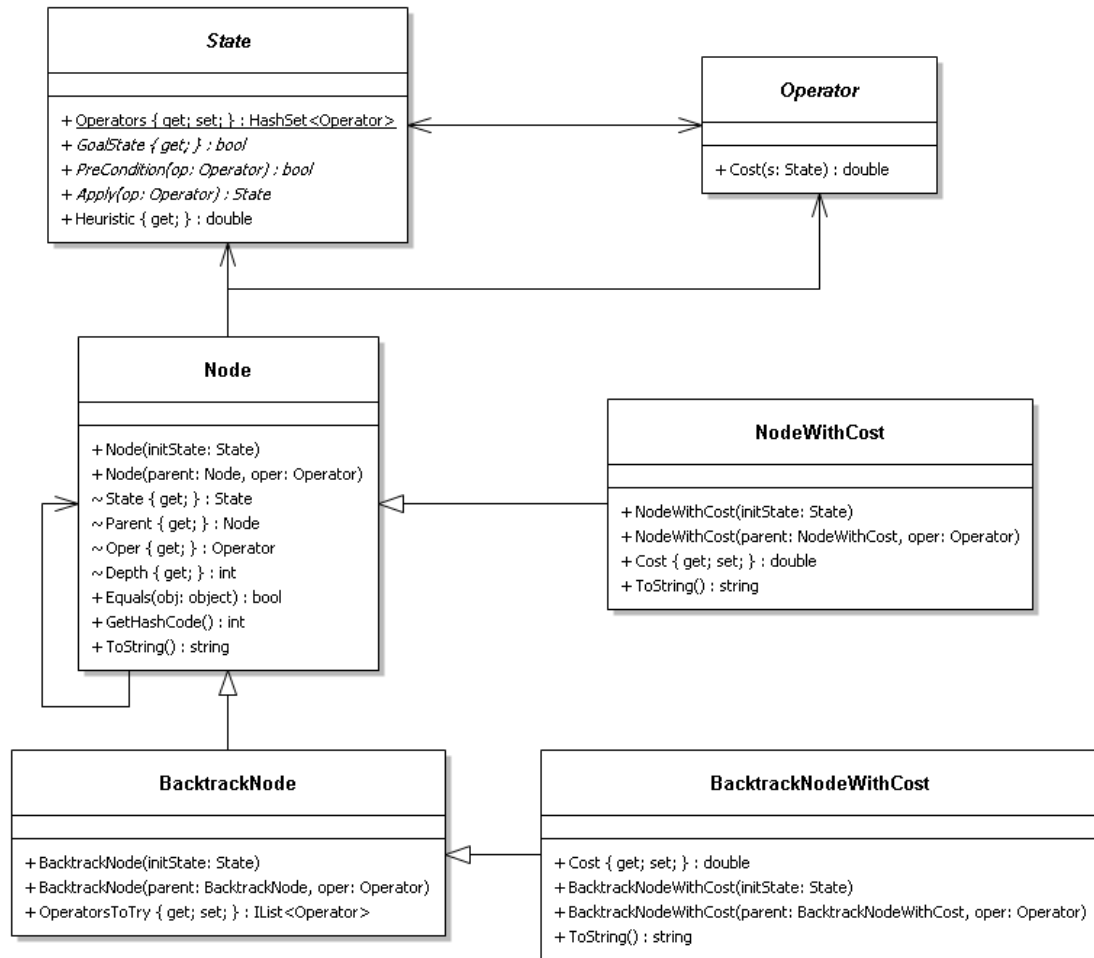 State
+ Operators { get; set; } : HashSet<Operator>
+ GoalState { get; } : bool
+ PreCondition(op: Operator) : bool
+ Apply(op: Operator) : State
+ Heuristic { get; } : double
Operator
+ Cost(s: State) : double
Node
+ Node(initState: State)
+ Node(parent: Node, oper: Operator)
~ State { get; } : State
~ Parent { get; } : Node
~ Oper { get; } : Operator
~ Depth { get; } : int
+ Equals(obj: object) : bool
+ GetHashCode() : int
+ ToString() : string
NodeWithCost
+ NodeWithCost(initState: State)
+ NodeWithCost(parent: NodeWithCost, oper: Operator)
+ Cost { get; set; } : double
+ ToString() : string
BacktrackNode
+ BacktrackNode(initState: State)
+ BacktrackNode(parent: BacktrackNode, oper: Operator)
+ OperatorsToTry { get; set; } : IList<Operator>
BacktrackNodeWithCost
+ Cost { get; set; } : double
+ BacktrackNodeWithCost(initState: State)
+ BacktrackNodeWithCost(parent: BacktrackNodeWithCost, oper: Operator)
+ ToString() : string